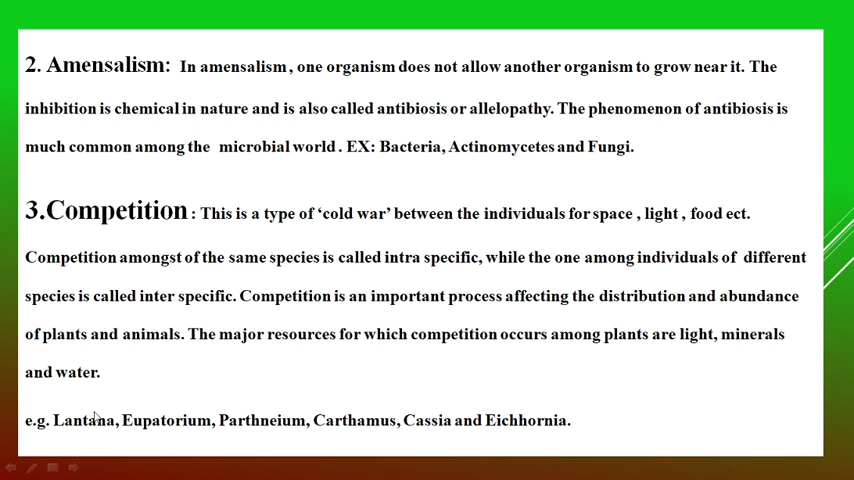 2. Amensalism: In amensalism, one organism does not allow another organism to grow near it. The
inhibition is chemical in nature and is also called antibiosis or allelopathy. The phenomenon of antibiosis is
much common among the microbial world. EX: Bacteria, Actinomycetes and Fungi.
3.Competition : This is a type of ‘cold war’ between the individuals for space , light , food ect.
Competition amongst of the same species is called intra specific, while the one among individuals of different
species is called inter specific. Competition is an important process affecting the distribution and abundance
of plants and animals. The major resources for which competition occurs among plants are light, minerals
and water.
e.g. Lantana, Eupatorium, Parthneium, Carthamus, Cassia and Eichhornia.